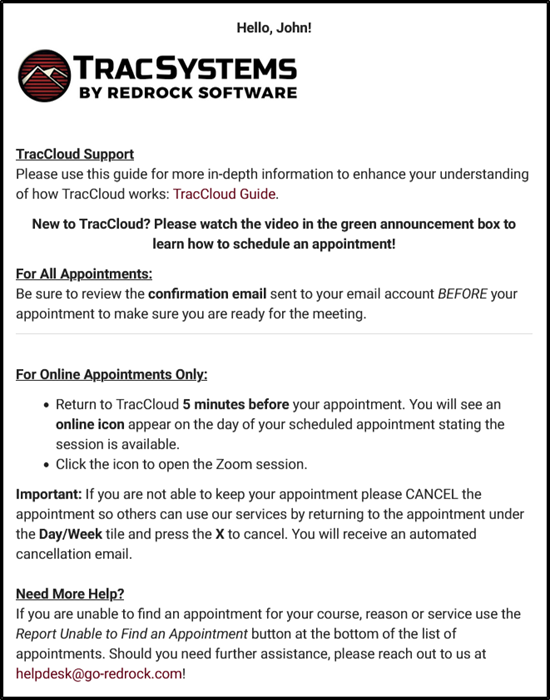 Hello, John!
TRACSYSTEMS
BY REDROCK SOFTWARE
TracCloud Support
Please use this guide for more in-depth information to enhance your understanding
of how TracCloud works: TracCloud Guide.
New to TracCloud? Please watch the video in the green announcement box to
learn how to schedule an appointment!
For All Appointments:
Be sure to review the confirmation email sent to your email account BEFORE your
appointment to make sure you are ready for the meeting.
For Online Appointments Only:
• Return to TracCloud 5 minutes before your appointment. You will see an
online icon appear on the day of your scheduled appointment stating the
session is available.
• Click the icon to open the Zoom session.
Important: If you are not able to keep your appointment please CANCEL the
appointment so others can use our services by returning to the appointment under
the Day/Week tile and press the X to cancel. You will receive an automated
cancellation email.
Need More Help?
If you are unable to find an appointment for your course, reason or service use the
Report Unable to Find an Appointment button at the bottom of the list of
appointments. Should you need further assistance, please reach out to us at
helpdesk@go-redrock.com!